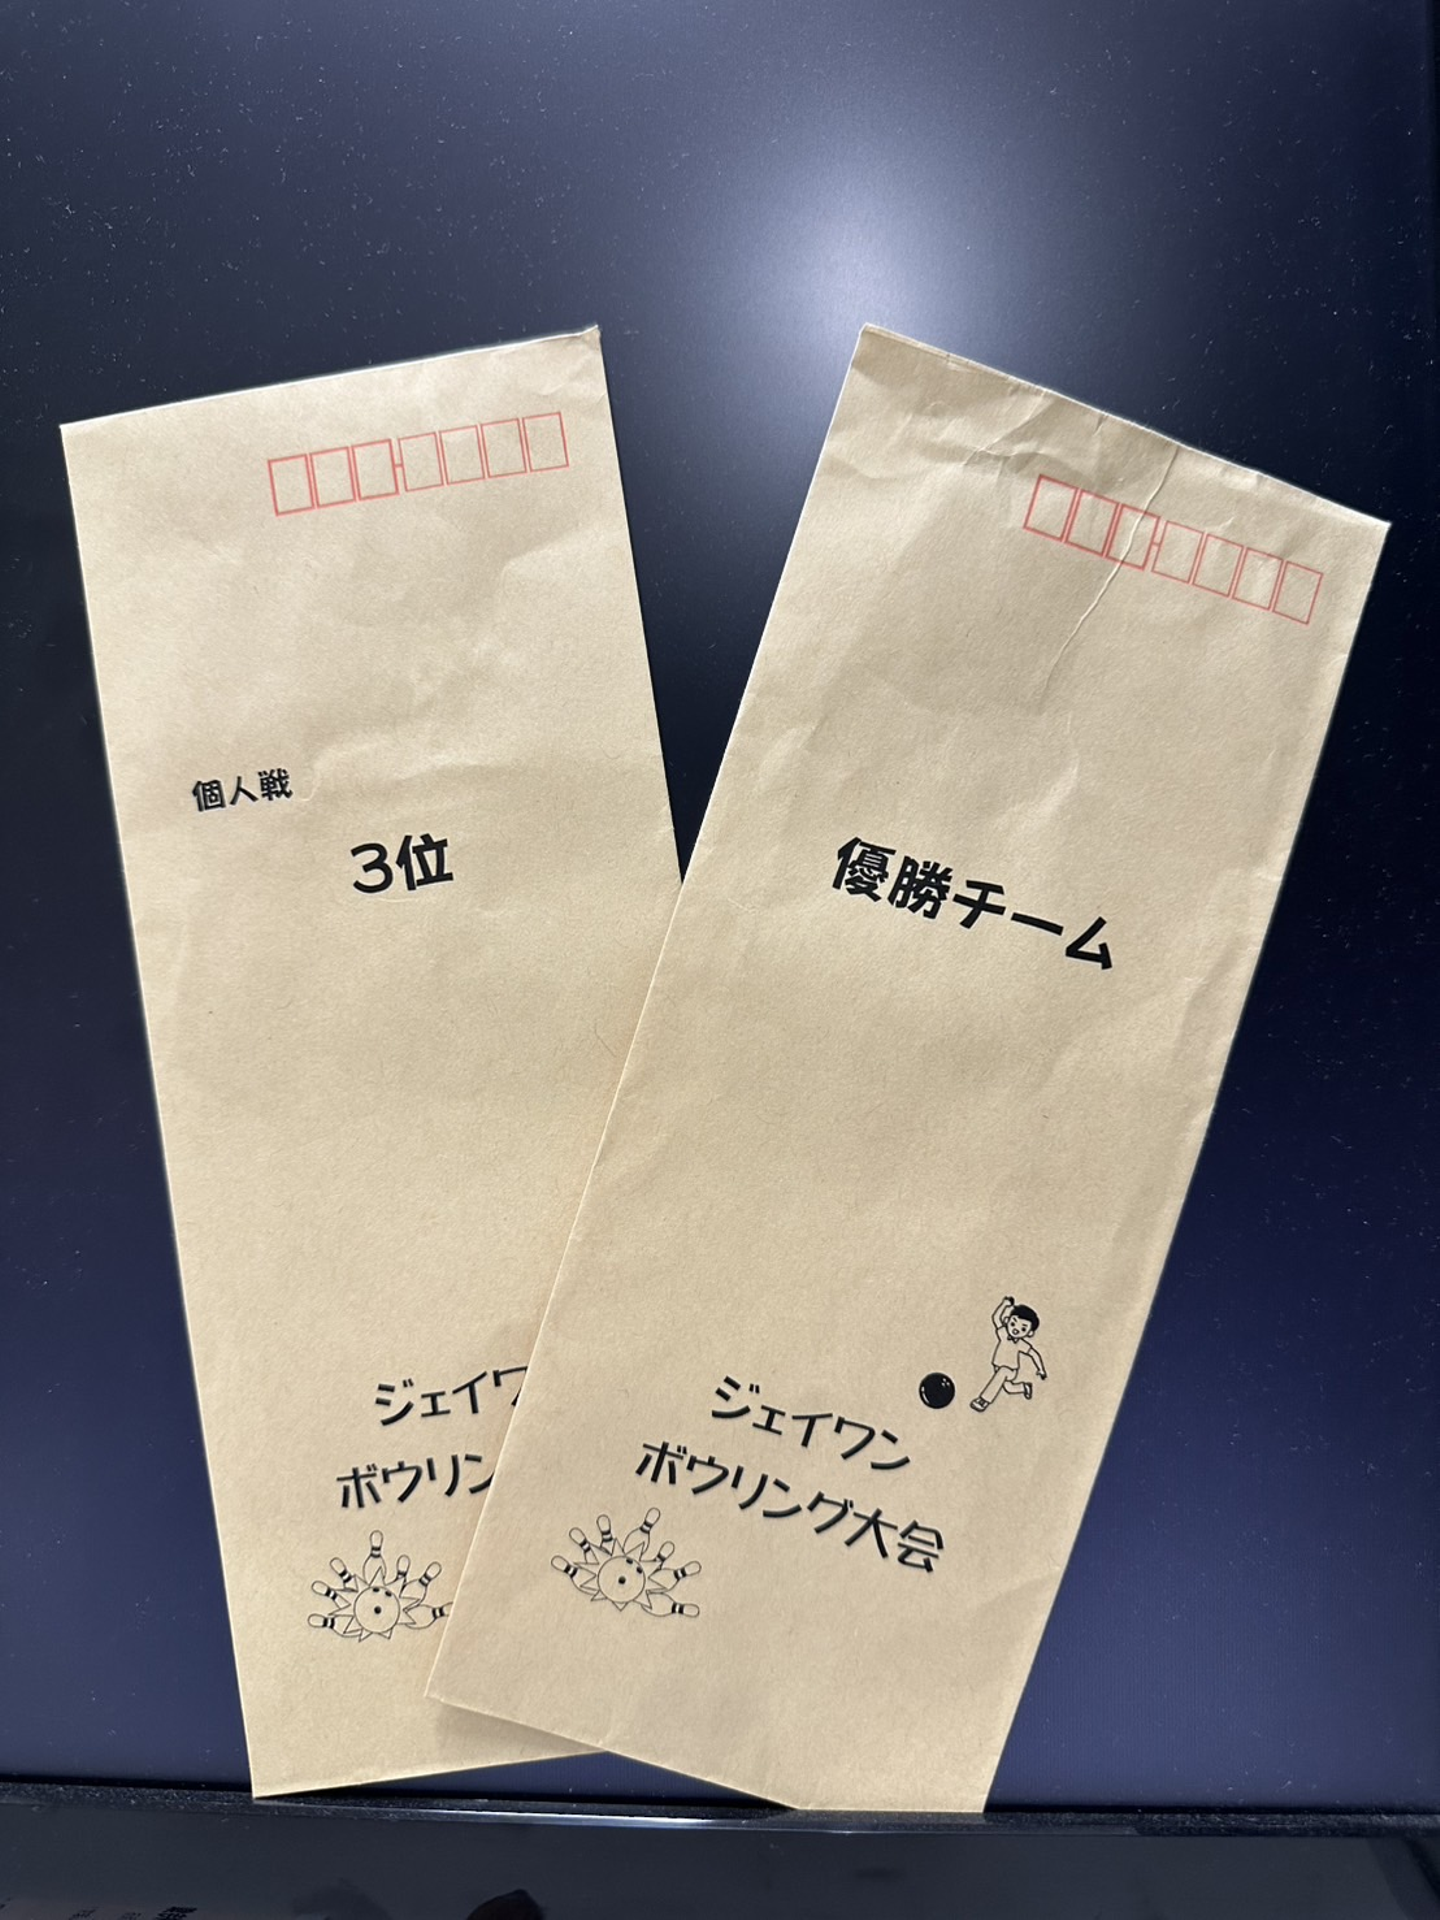 個人戦
3位
ジェイワ
ボウリン
優勝チーム
ジェイワン
ボウリング大会